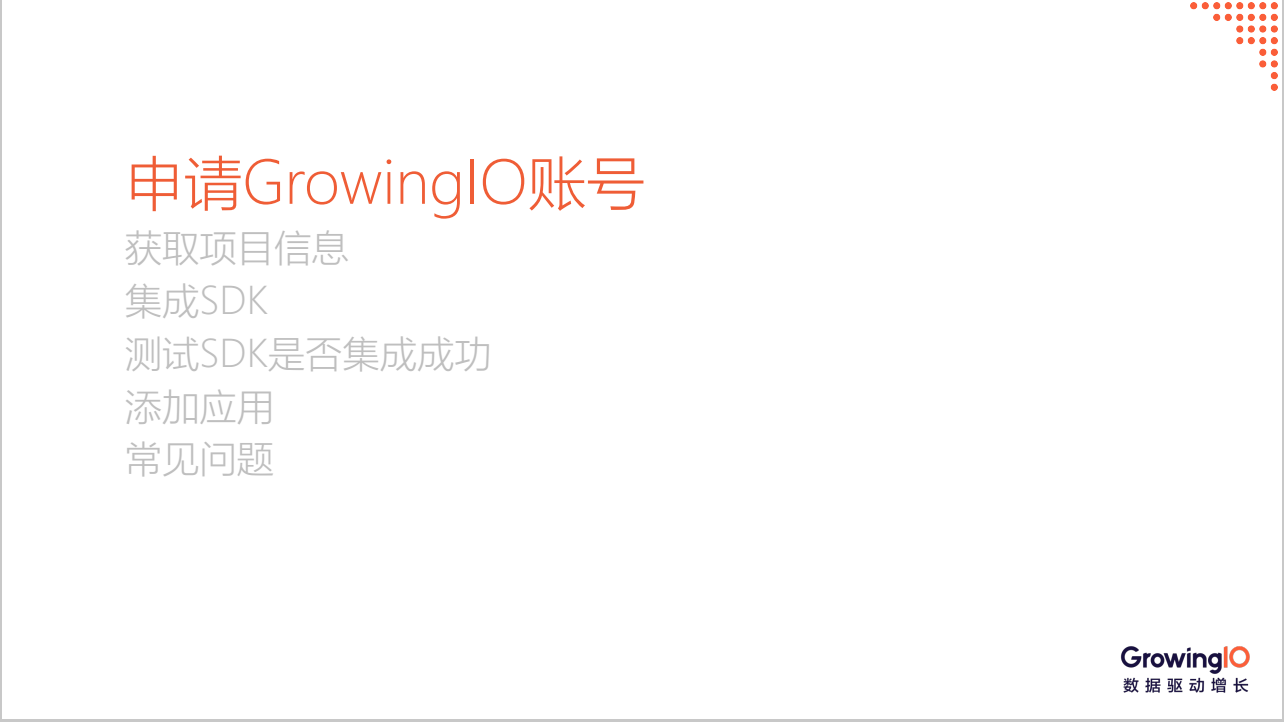 申请GrowingIO账号
获取项目信息
集成SDK
测试SDK是否集成成功
添加应用
常见问题
GrowingIO
数据驱动增长